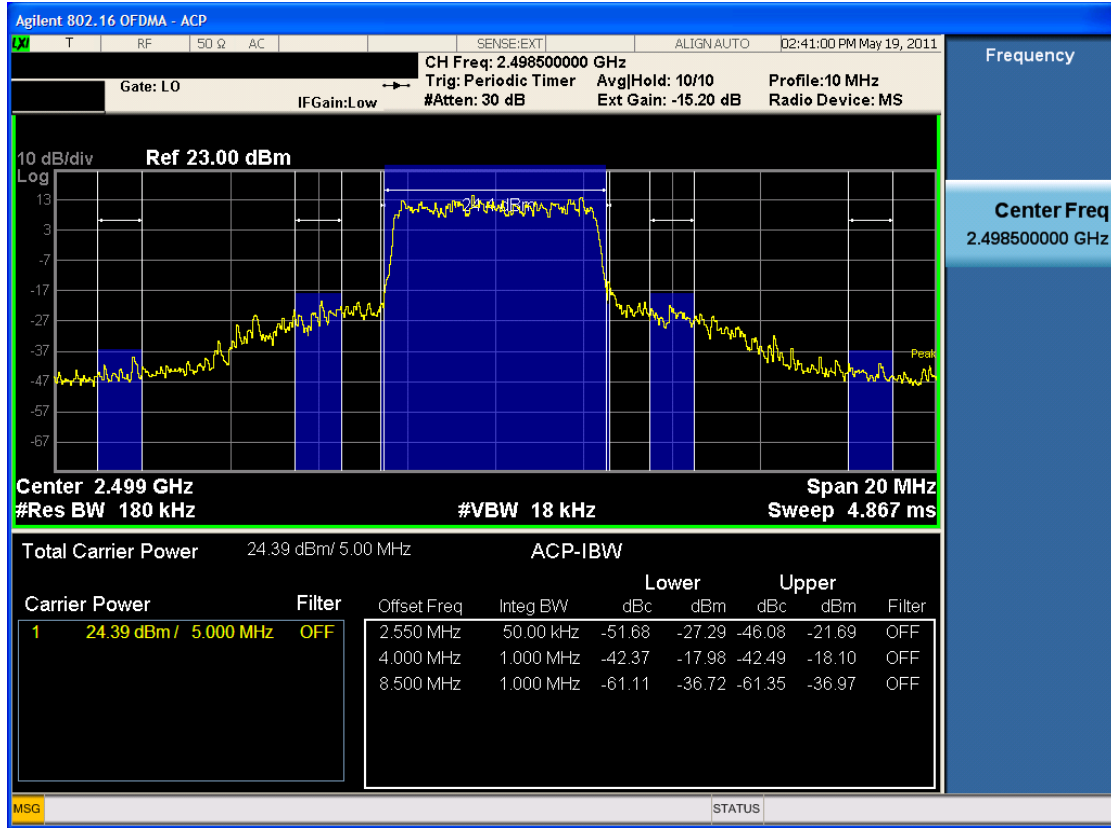 Agilent 802.16 OFDMA - ACP
LXI T RF 50 Ω AC SENSE:EXT ALIGN AUTO 02:41:00 PM May 19, 2011
CH Freq: 2.498500000 GHz
Gate: LO Trig: Periodic Timer Avg|Hold: 10/10 Profile:10 MHz
IFGain:Low #Atten: 30 dB Ext Gain: -15.20 dB Radio Device: MS
Frequency
Center Freq
2.498500000 GHz
10 dB/div Ref 23.00 dBm
Log
24.4 dBm
13
3
-7
-17
-27
-37
Peak
-47
-57
-67
Center 2.499 GHz Span 20 MHz
#Res BW 180 kHz #VBW 18 kHz Sweep 4.867 ms
Total Carrier Power 24.39 dBm/ 5.00 MHz ACP-IBW
Lower Upper
Carrier Power Filter Offset Freq Integ BW dBc dBm dBc dBm Filter
1 24.39 dBm / 5.000 MHz OFF 2.550 MHz 50.00 kHz -51.68 -27.29 -46.08 -21.69 OFF
4.000 MHz 1.000 MHz -42.37 -17.98 -42.49 -18.10 OFF
8.500 MHz 1.000 MHz -61.11 -36.72 -61.35 -36.97 OFF
MSG STATUS